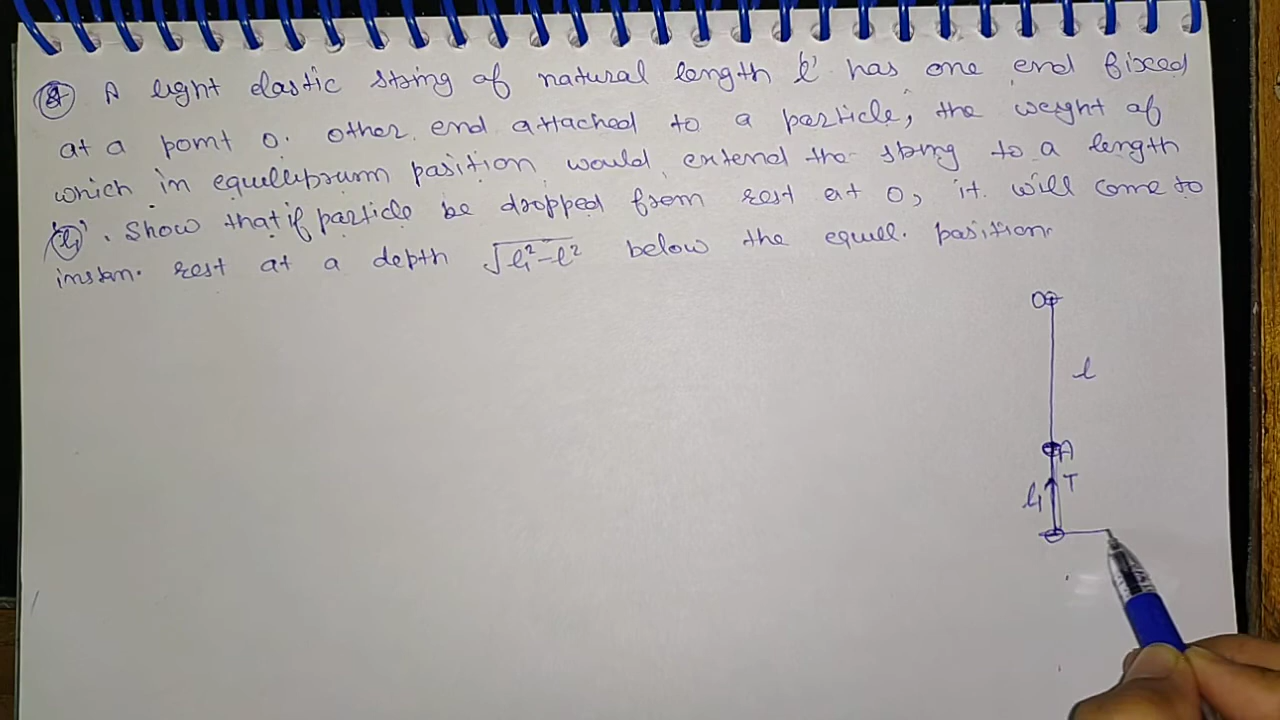 A light elastic string of natural length 'l' has one end fixed
at a point O. Other end attached to a particle, the weight of
which in equillibrium position would extend the string to a length
'l₁'. Show that if particle be dropped from rest at O, it will come to
instan. rest at a depth √l₁²-l² below the equill. position.
O
l
A
T
l₁